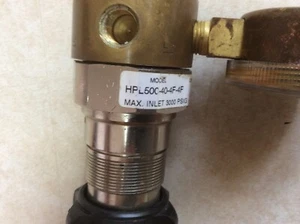 MODEL
HPL500-40-4F-4F
MAX. INLET 3000 PSIG